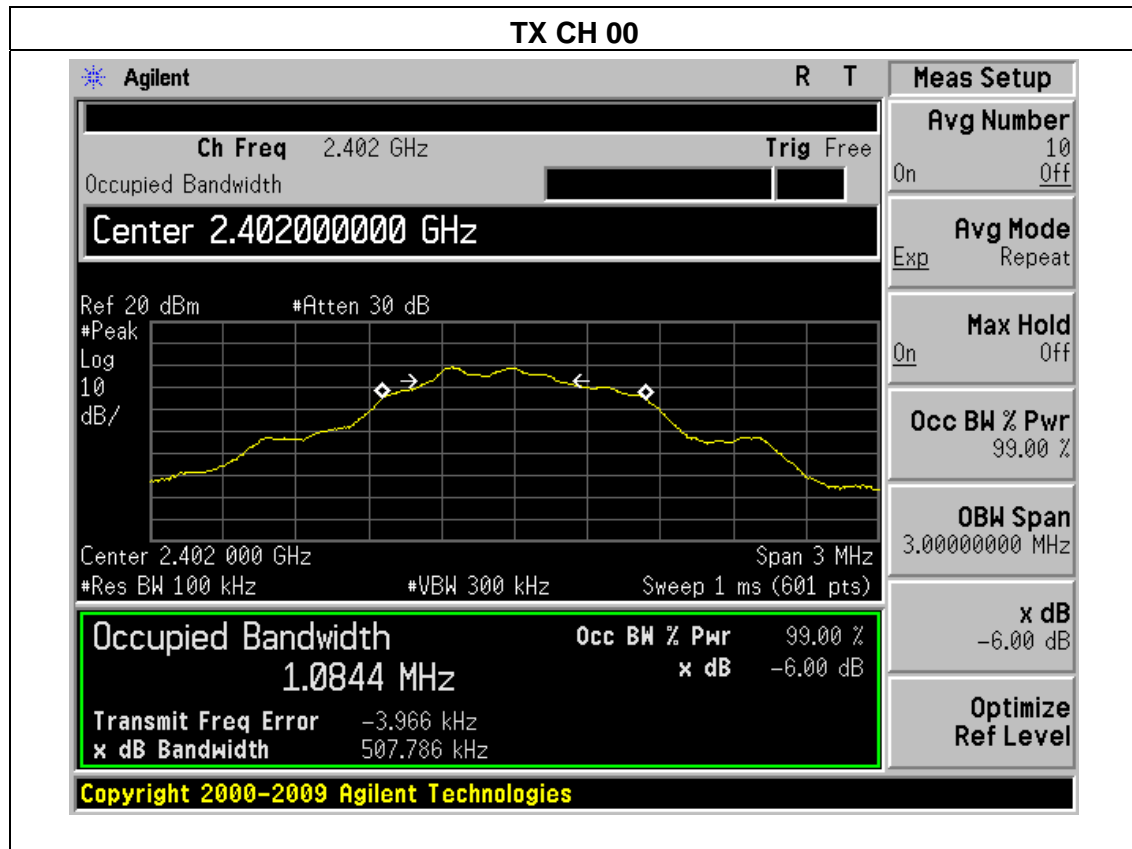 TX CH 00
Agilent R T
Meas Setup
Ch Freq 2.402 GHz Trig Free
Occupied Bandwidth
Center 2.402000000 GHz
Ref 20 dBm #Atten 30 dB
#Peak
Log
10
dB/
Center 2.402 000 GHz Span 3 MHz
#Res BW 100 kHz #VBW 300 kHz Sweep 1 ms (601 pts)
Occupied Bandwidth Occ BW % Pwr 99.00 %
1.0844 MHz x dB -6.00 dB
Transmit Freq Error -3.966 kHz
x dB Bandwidth 507.786 kHz
Copyright 2000-2009 Agilent Technologies
Avg Number
10
On Off
Avg Mode
Exp Repeat
Max Hold
On Off
Occ BW % Pwr
99.00 %
OBW Span
3.00000000 MHz
x dB
-6.00 dB
Optimize
Ref Level